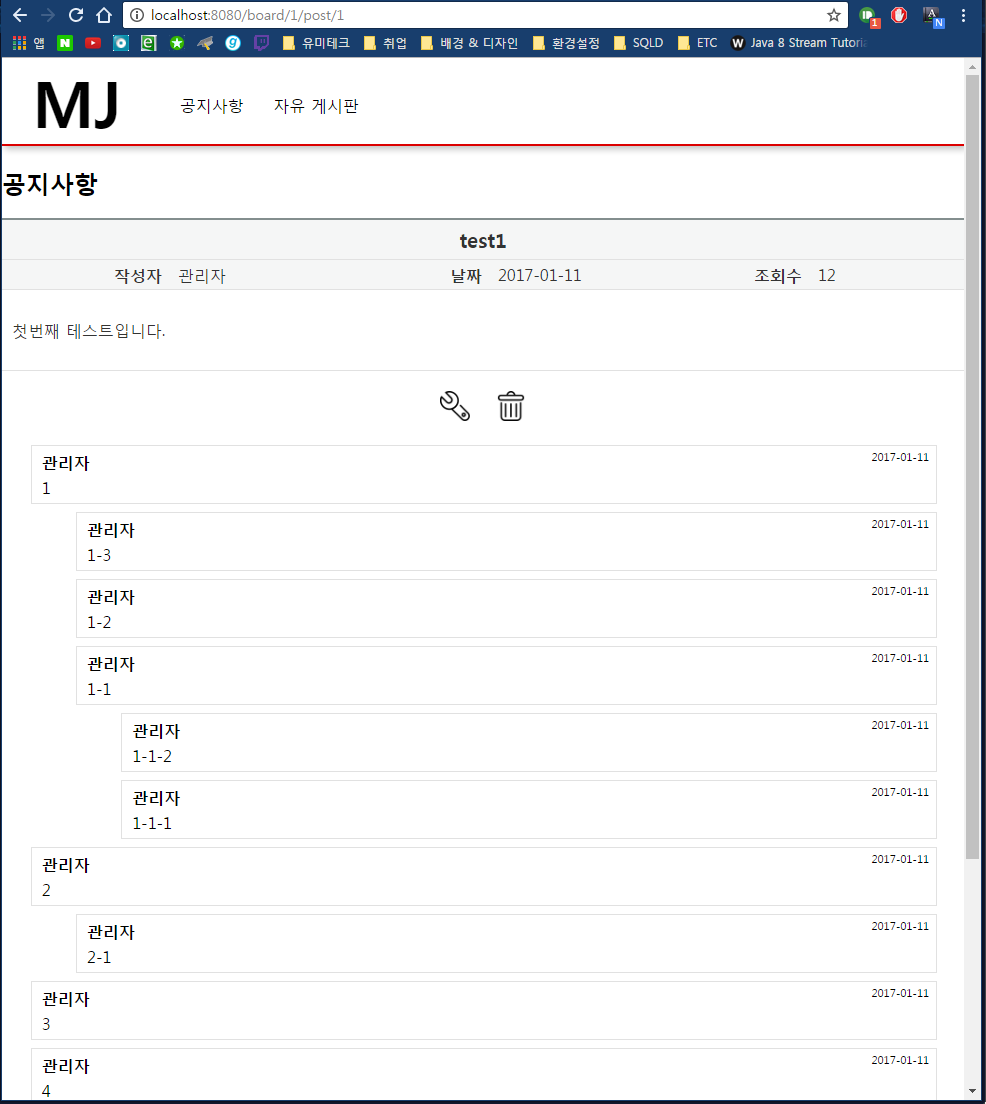 localhost:8080/board/1/post/1
1
A
N
앱 N e g 유미테크 취업 배경 & 디자인 환경설정 SQLD ETC W Java 8 Stream Tutoria
MJ 공지사항 자유 게시판
공지사항
test1
작성자 관리자 날짜 2017-01-11 조회수 12
첫번째 테스트입니다.
관리자 2017-01-11
1
관리자 2017-01-11
1-3
관리자 2017-01-11
1-2
관리자 2017-01-11
1-1
관리자 2017-01-11
1-1-2
관리자 2017-01-11
1-1-1
관리자 2017-01-11
2
관리자 2017-01-11
2-1
관리자 2017-01-11
3
관리자 2017-01-11
4